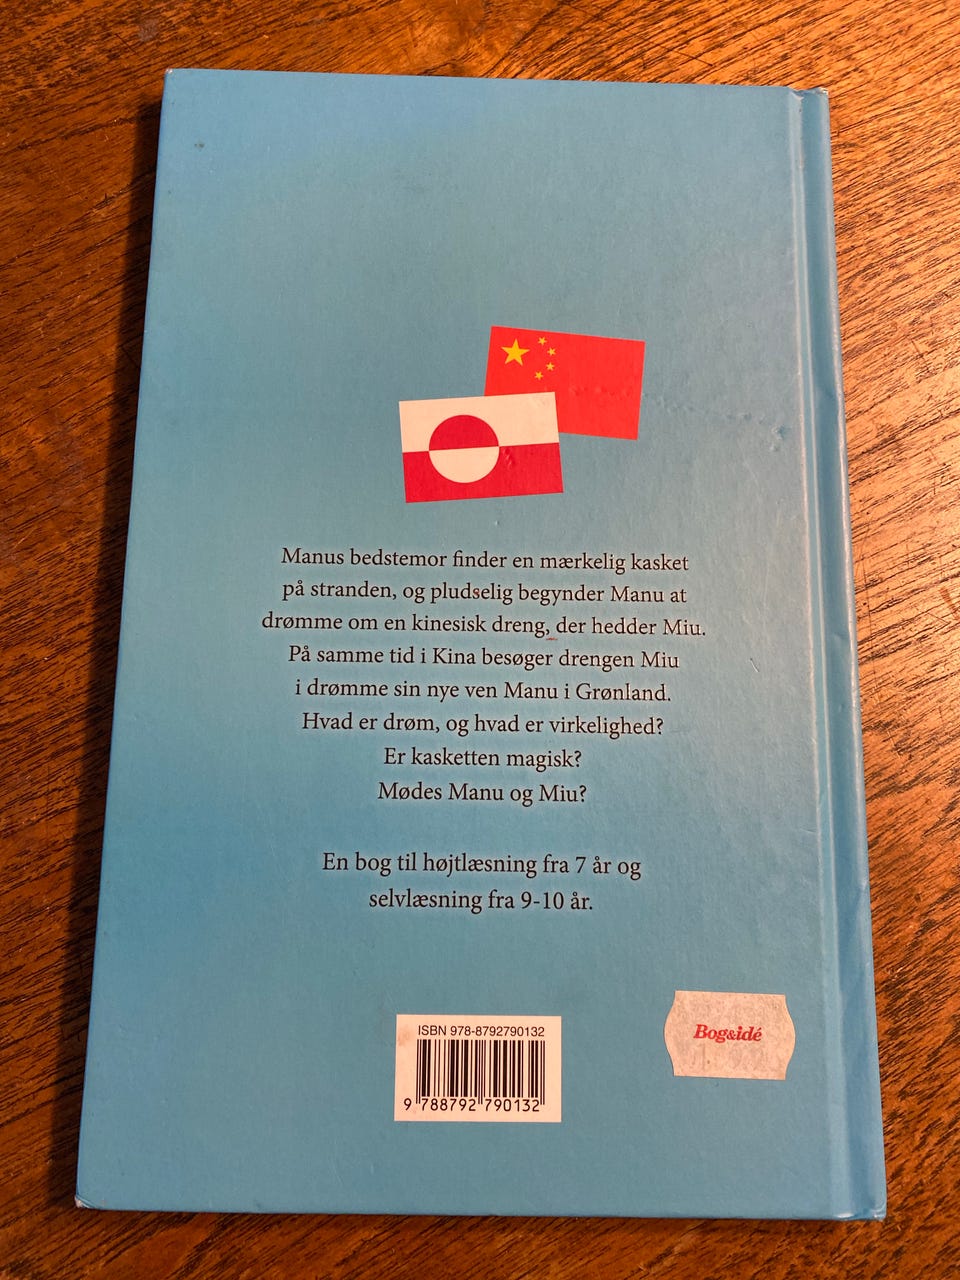 Manus bedstemor finder en mærkelig kasket
på stranden, og pludselig begynder Manu at
drømme om en kinesisk dreng, der hedder Miu.
På samme tid i Kina besøger drengen Miu
i drømme sin nye ven Manu i Grønland.
Hvad er drøm, og hvad er virkelighed?
Er kasketten magisk?
Mødes Manu og Miu?
En bog til højtlæsning fra 7 år og
selvlæsning fra 9-10 år.
ISBN 978-8792790132
9 788792 790132
Bog&idé